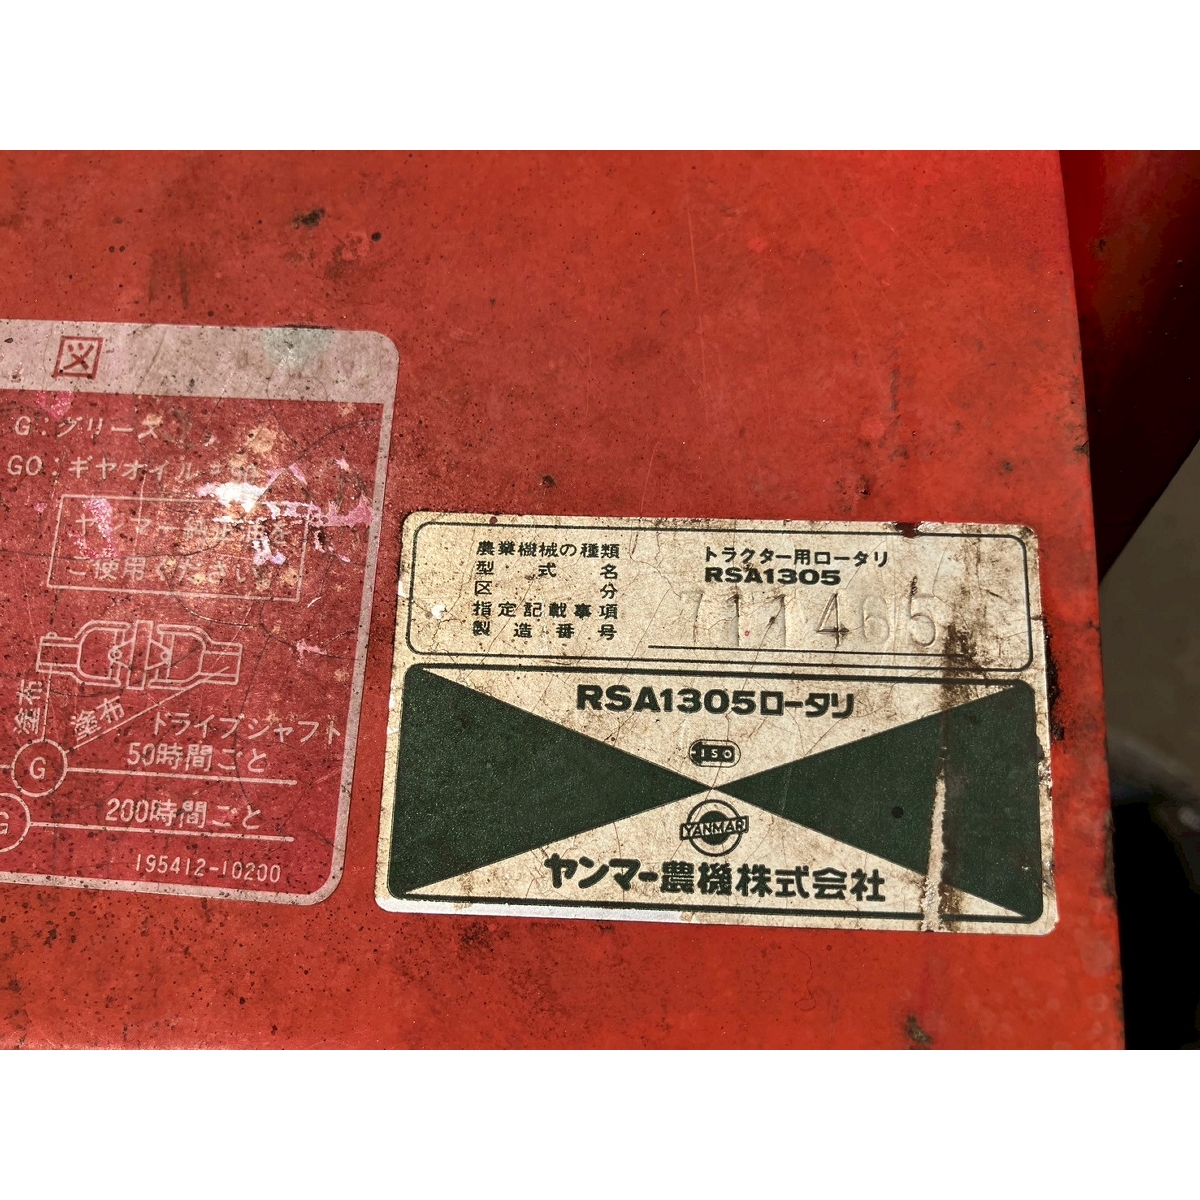 図
G:グリース
GO:ギヤオイル
ヤンマー純正油を
ご使用ください
塗布
塗布
ドライブシャフト
G
50時間ごと
G
200時間ごと
195412-10200
農業機械の種類 トラクター用ロータリ
型式名 RSA1305
区分
指定記載事項
製造番号 711465
RSA1305ロータリ
ISO
YANMAR
ヤンマー農機株式会社